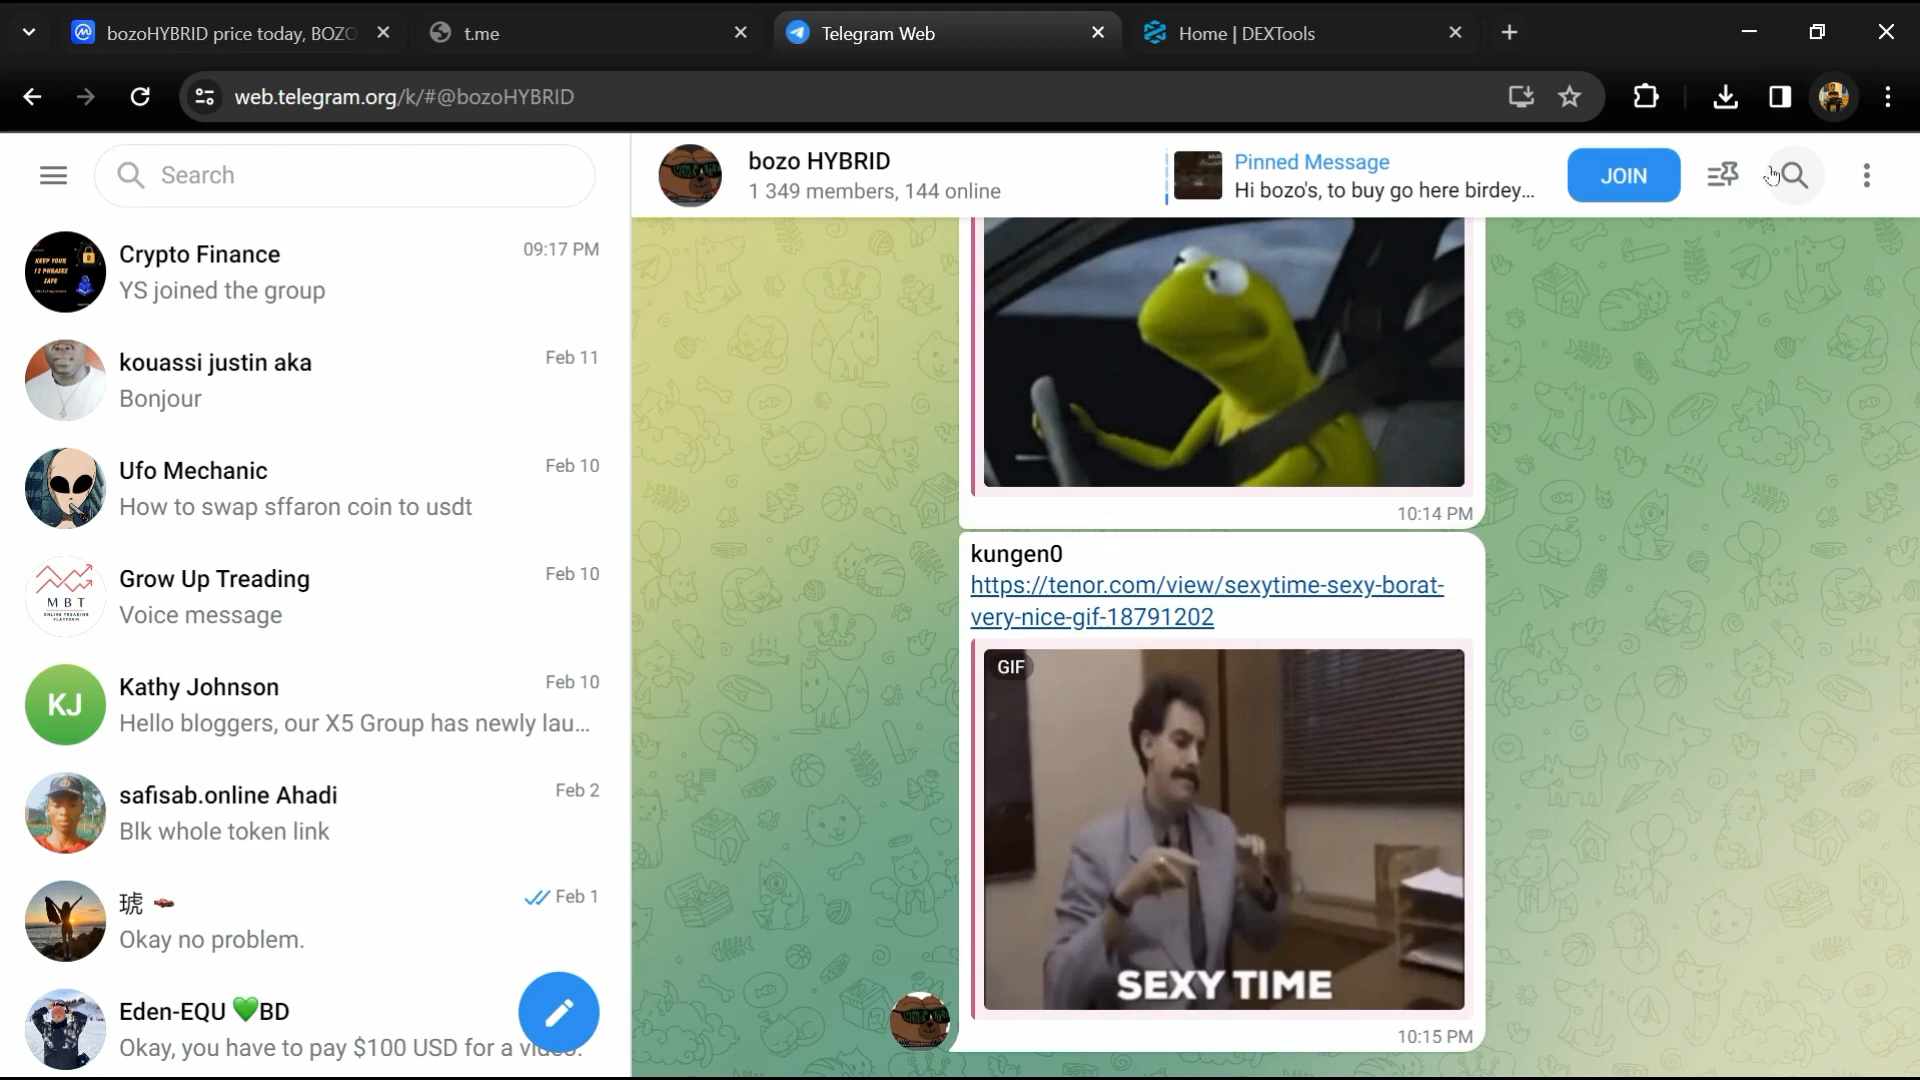 bozoHYBRID price today, BOZO
t.me
Telegram Web
Home | DEXTools
web.telegram.org/k/#@bozoHYBRID
Search
bozo HYBRID
1 349 members, 144 online
Pinned Message
Hi bozo's, to buy go here birdey...
JOIN
Crypto Finance
09:17 PM
YS joined the group
KEEP YOUR
12 PHRASES
SAFE
kouassi justin aka
Feb 11
Bonjour
Ufo Mechanic
Feb 10
How to swap sffaron coin to usdt
Grow Up Treading
Feb 10
Voice message
MBT
KJ
Kathy Johnson
Feb 10
Hello bloggers, our X5 Group has newly lau...
safisab.online Ahadi
Feb 2
Blk whole token link
琥
Feb 1
Okay no problem.
Eden-EQU 💚BD
Okay, you have to pay $100 USD for a video.
10:14 PM
kungen0
https://tenor.com/view/sexytime-sexy-borat-
very-nice-gif-18791202
GIF
SEXY TIME
10:15 PM